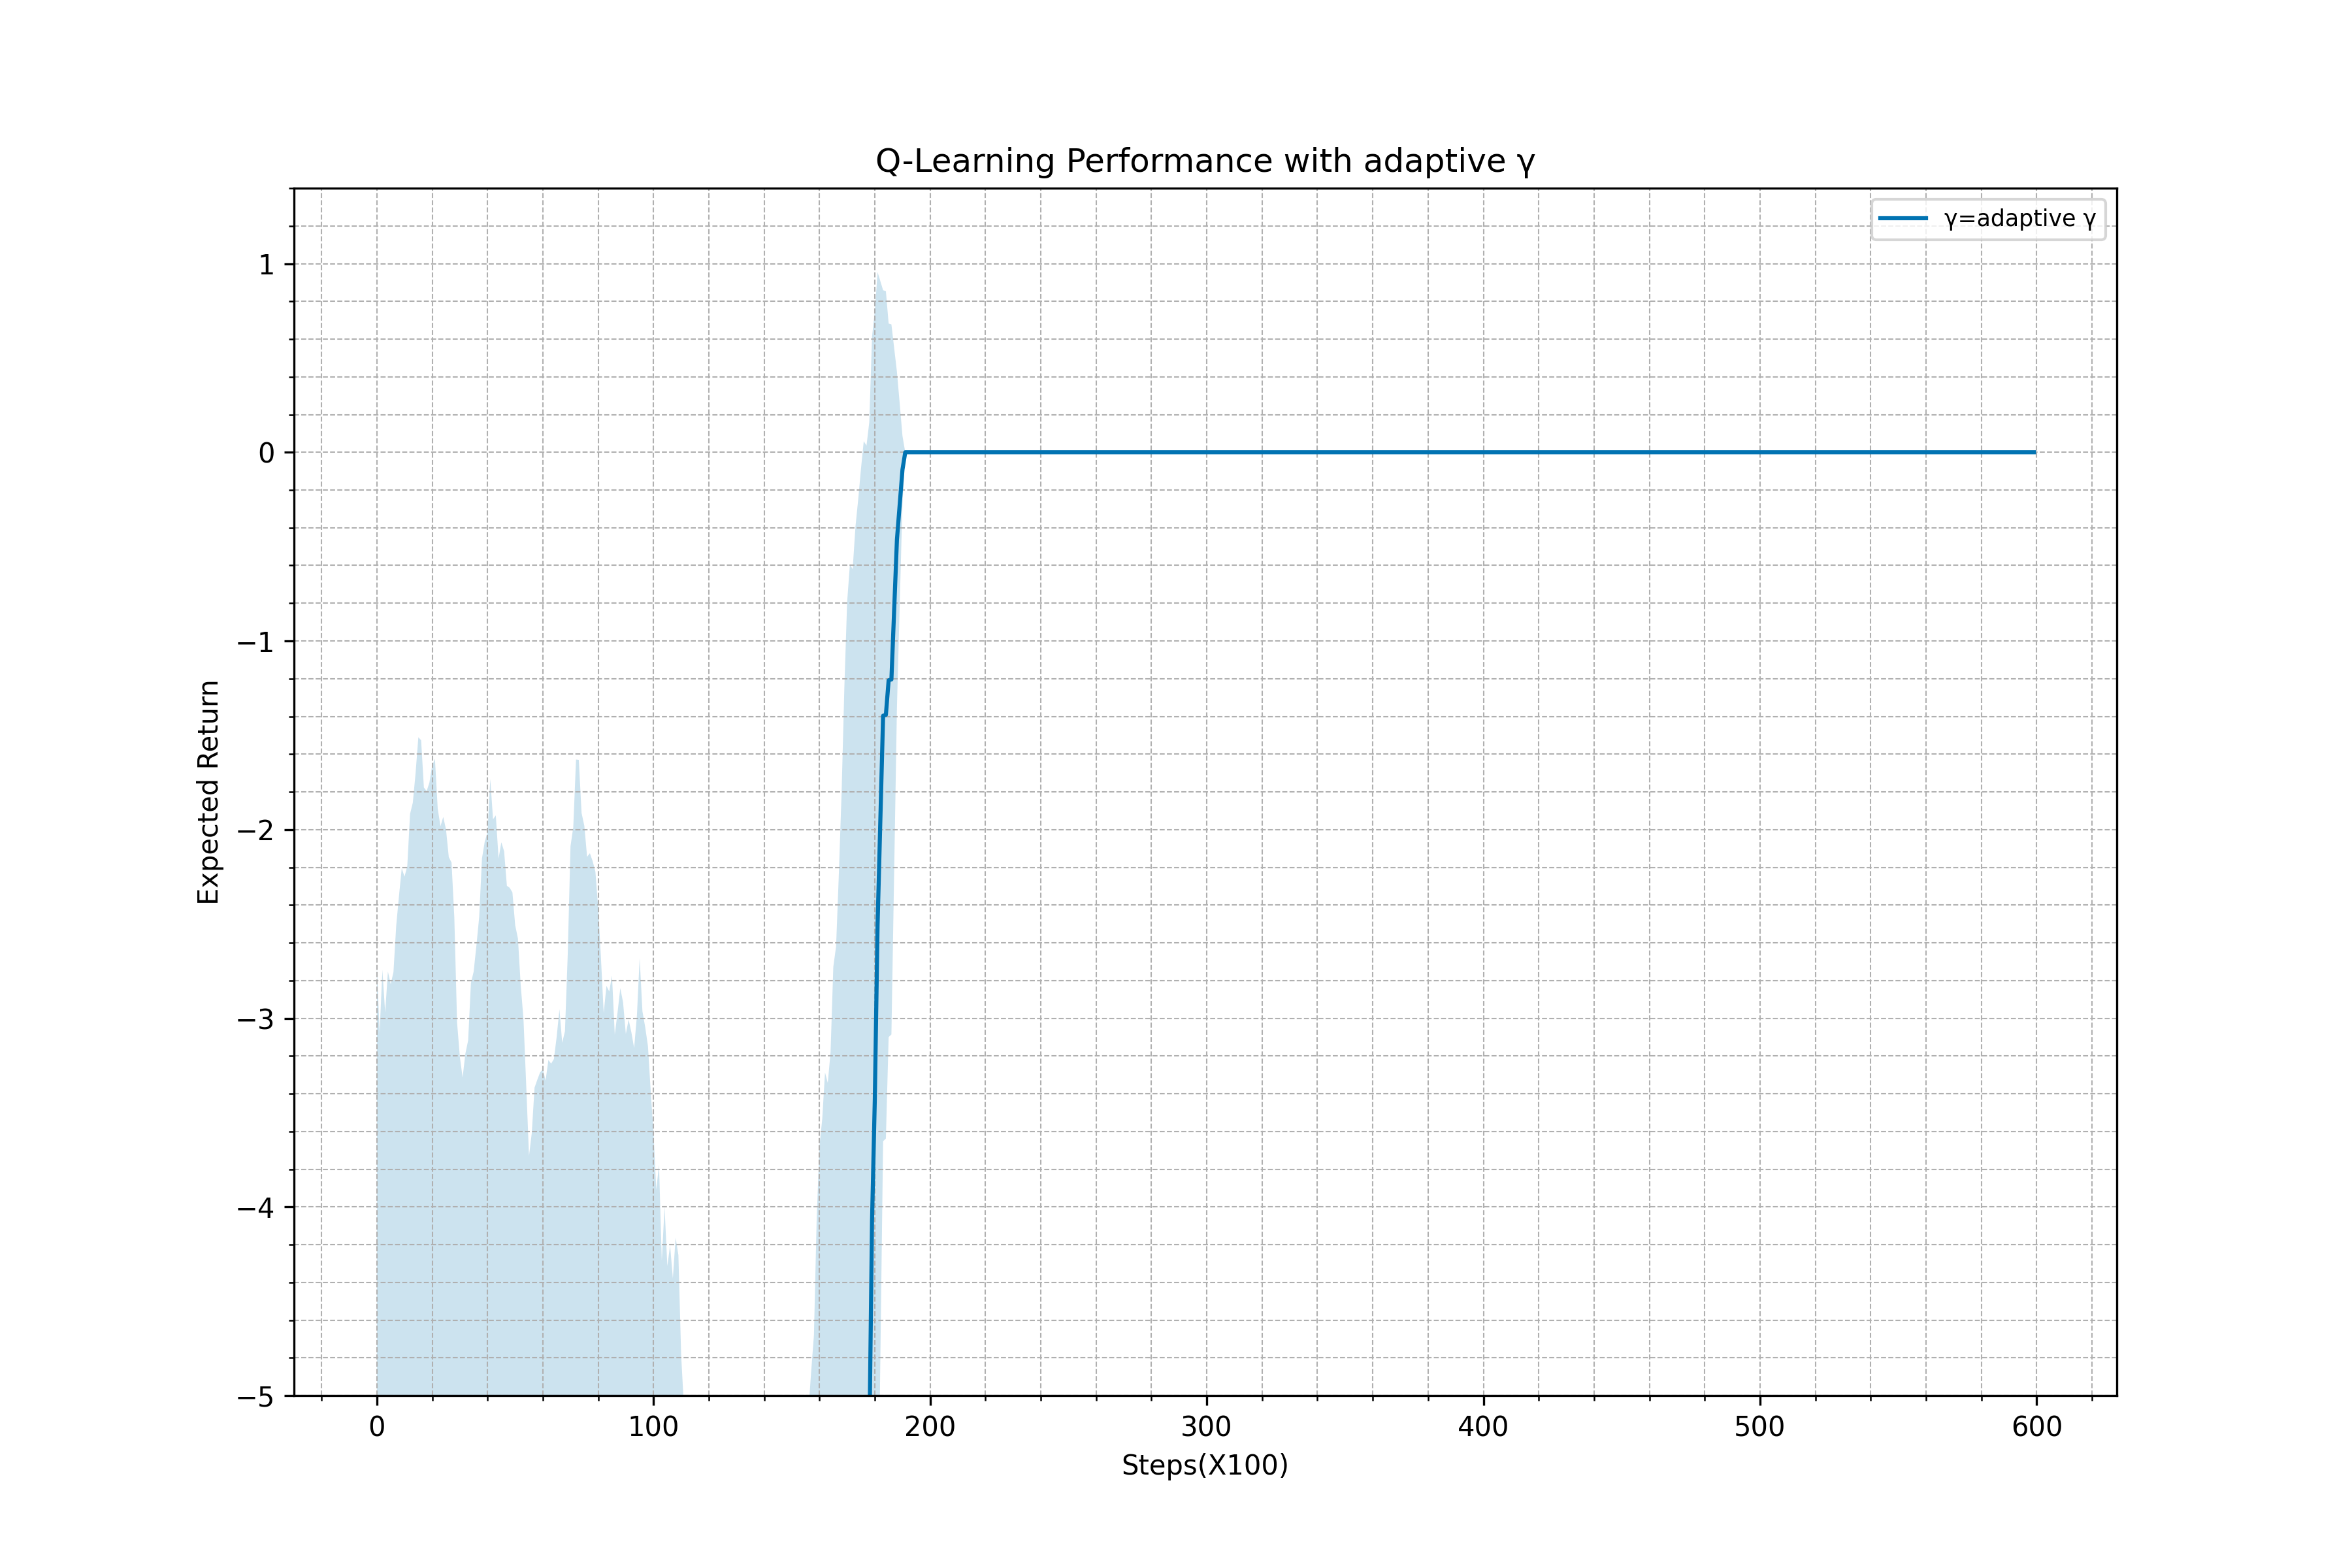 Q-Learning Performance with adaptive γ
γ=adaptive γ
1
0
−1
−2
−3
−4
−5
Expected Return
0 100 200 300 400 500 600
Steps(X100)